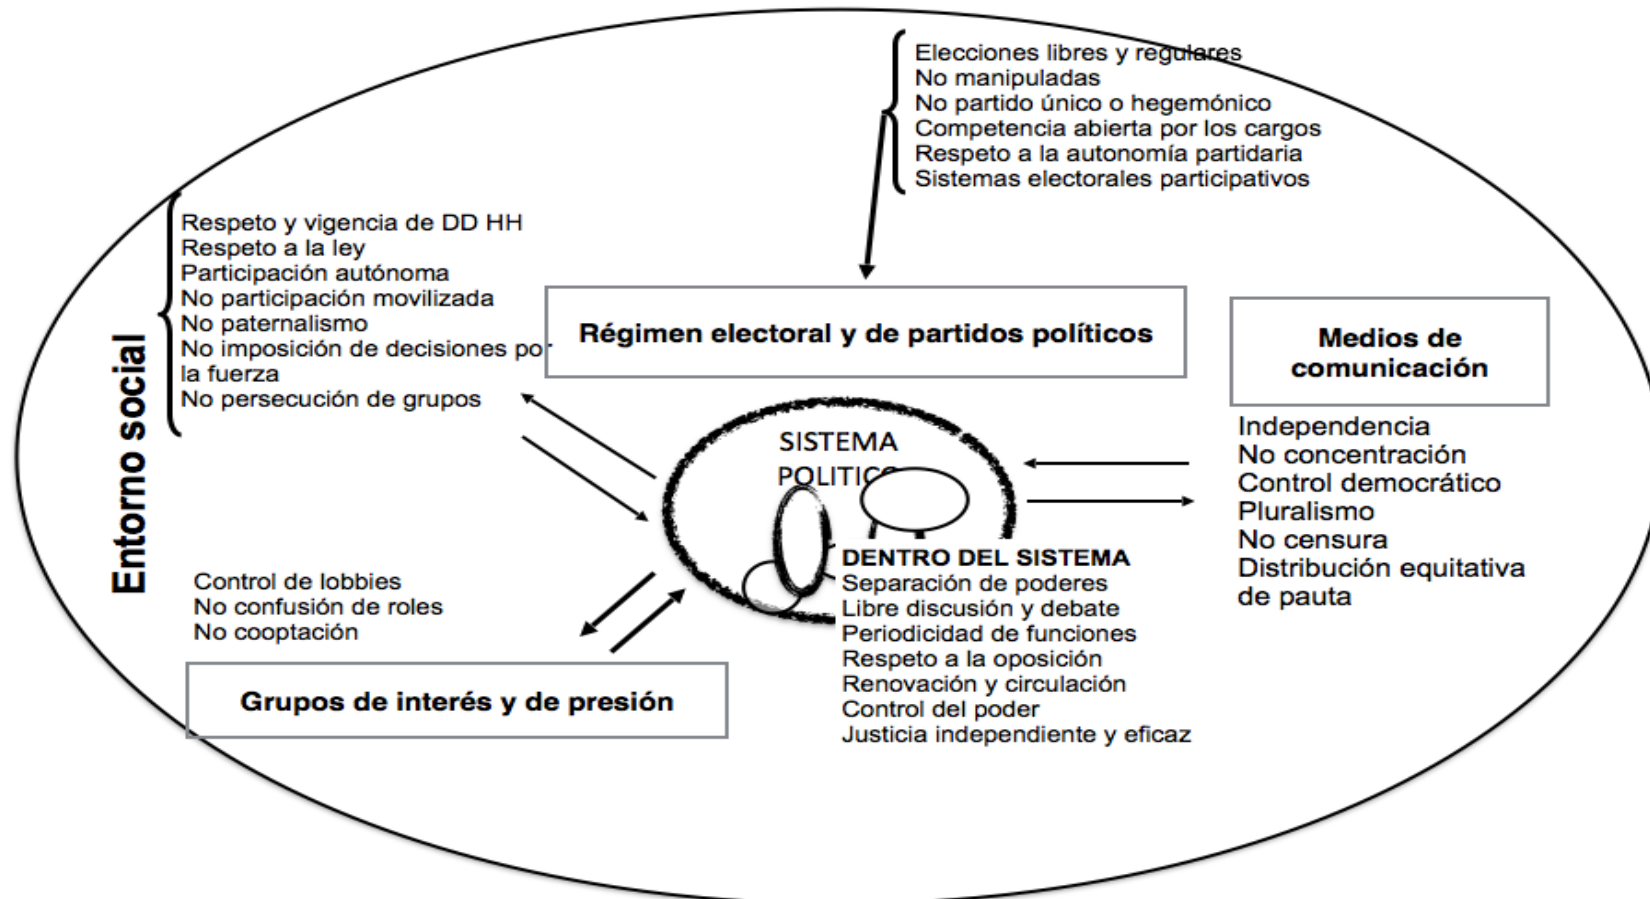 Elecciones libres y regulares
No manipuladas
No partido único o hegemónico
Competencia abierta por los cargos
Respeto a la autonomía partidaria
Sistemas electorales participativos
Entorno social
Respeto y vigencia de DD HH
Respeto a la ley
Participación autónoma
No participación movilizada
No paternalismo
No imposición de decisiones por
la fuerza
No persecución de grupos
Régimen electoral y de partidos políticos
Medios de
comunicación
Independencia
No concentración
Control democrático
Pluralismo
No censura
Distribución equitativa
de pauta
SISTEMA
POLITICO
DENTRO DEL SISTEMA
Separación de poderes
Libre discusión y debate
Periodicidad de funciones
Respeto a la oposición
Renovación y circulación
Control del poder
Justicia independiente y eficaz
Control de lobbies
No confusión de roles
No cooptación
Grupos de interés y de presión